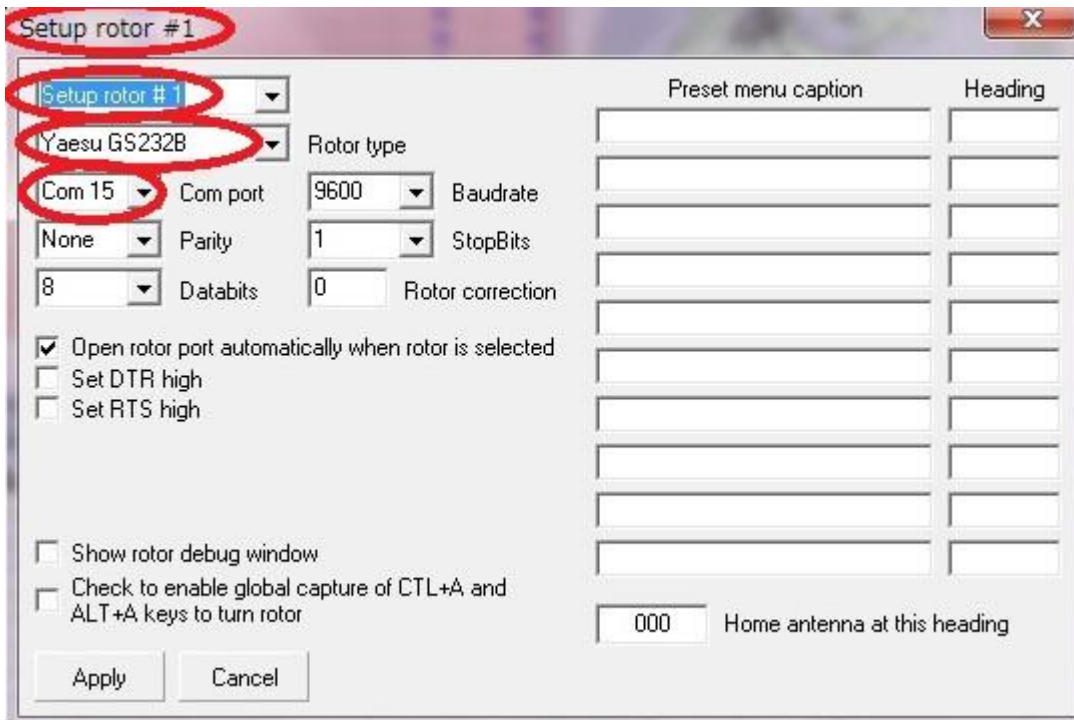 Setup rotor #1
X
Setup rotor # 1
Yaesu GS232B Rotor type
Com 15 Com port 9600 Baudrate
None Parity 1 StopBits
8 Databits 0 Rotor correction
Open rotor port automatically when rotor is selected
Set DTR high
Set RTS high
Show rotor debug window
Check to enable global capture of CTL+A and
ALT+A keys to turn rotor
Apply Cancel
Preset menu caption Heading
000 Home antenna at this heading